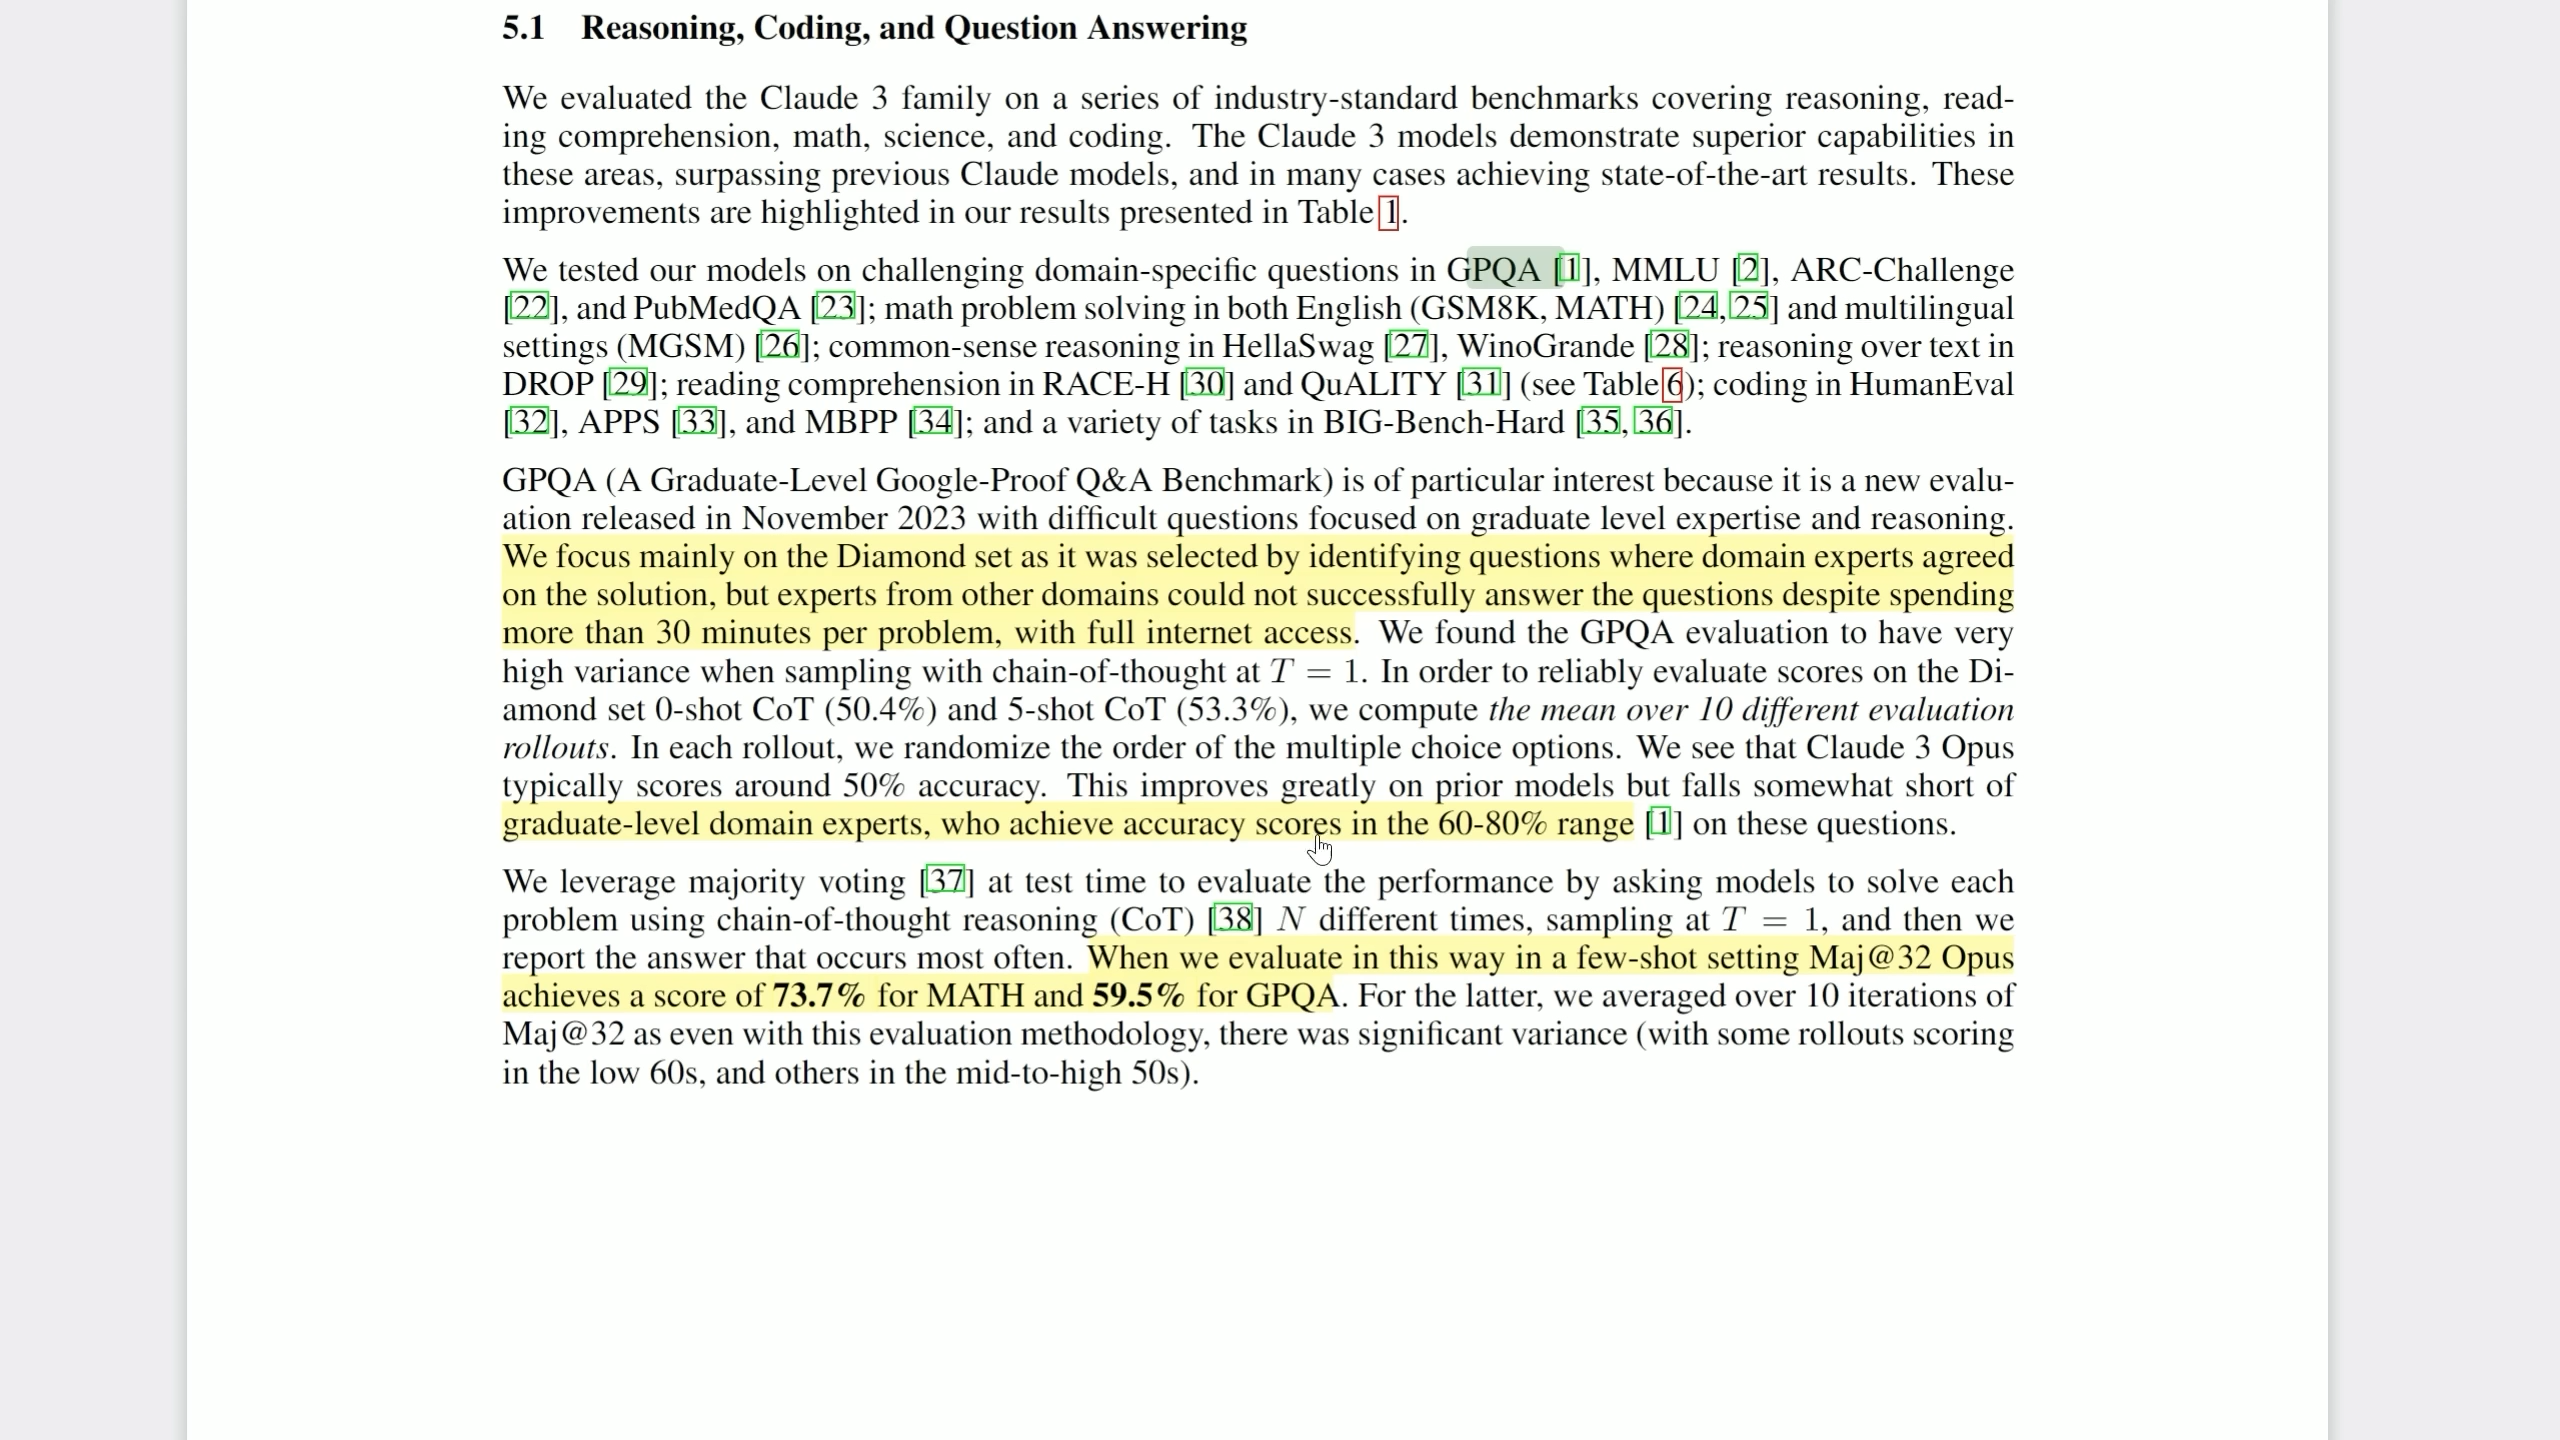 5.1 Reasoning, Coding, and Question Answering
We evaluated the Claude 3 family on a series of industry-standard benchmarks covering reasoning, read-
ing comprehension, math, science, and coding. The Claude 3 models demonstrate superior capabilities in
these areas, surpassing previous Claude models, and in many cases achieving state-of-the-art results. These
improvements are highlighted in our results presented in Table 1.
We tested our models on challenging domain-specific questions in GPQA [1], MMLU [2], ARC-Challenge
[22], and PubMedQA [23]; math problem solving in both English (GSM8K, MATH) [24, 25] and multilingual
settings (MGSM) [26]; common-sense reasoning in HellaSwag [27], WinoGrande [28]; reasoning over text in
DROP [29]; reading comprehension in RACE-H [30] and QuALITY [31] (see Table 6); coding in HumanEval
[32], APPS [33], and MBPP [34]; and a variety of tasks in BIG-Bench-Hard [35, 36].
GPQA (A Graduate-Level Google-Proof Q&A Benchmark) is of particular interest because it is a new evalu-
ation released in November 2023 with difficult questions focused on graduate level expertise and reasoning.
We focus mainly on the Diamond set as it was selected by identifying questions where domain experts agreed
on the solution, but experts from other domains could not successfully answer the questions despite spending
more than 30 minutes per problem, with full internet access. We found the GPQA evaluation to have very
high variance when sampling with chain-of-thought at T = 1. In order to reliably evaluate scores on the Di-
amond set 0-shot CoT (50.4%) and 5-shot CoT (53.3%), we compute the mean over 10 different evaluation
rollouts. In each rollout, we randomize the order of the multiple choice options. We see that Claude 3 Opus
typically scores around 50% accuracy. This improves greatly on prior models but falls somewhat short of
graduate-level domain experts, who achieve accuracy scores in the 60-80% range [1] on these questions.
We leverage majority voting [37] at test time to evaluate the performance by asking models to solve each
problem using chain-of-thought reasoning (CoT) [38] N different times, sampling at T = 1, and then we
report the answer that occurs most often. When we evaluate in this way in a few-shot setting Maj@32 Opus
achieves a score of 73.7% for MATH and 59.5% for GPQA. For the latter, we averaged over 10 iterations of
Maj@32 as even with this evaluation methodology, there was significant variance (with some rollouts scoring
in the low 60s, and others in the mid-to-high 50s).